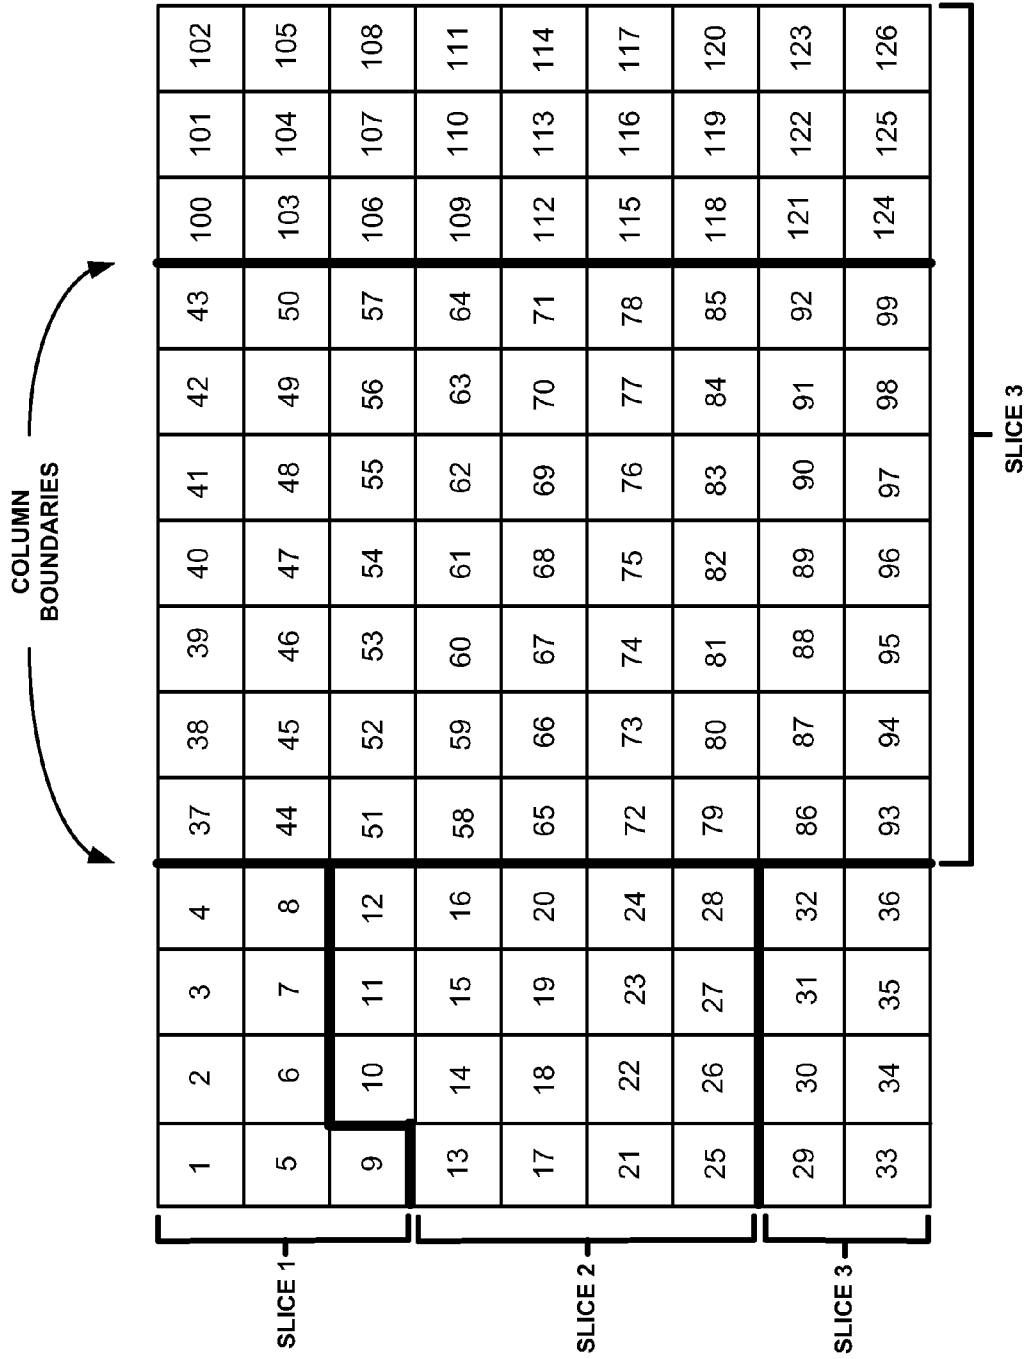 COLUMN
BOUNDARIES
1 2 3 4 37 38 39 40 41 42 43 100 101 102
SLICE 1
5 6 7 8 44 45 46 47 48 49 50 103 104 105
9 10 11 12 51 52 53 54 55 56 57 106 107 108
13 14 15 16 58 59 60 61 62 63 64 109 110 111
17 18 19 20 65 66 67 68 69 70 71 112 113 114
SLICE 2
21 22 23 24 72 73 74 75 76 77 78 115 116 117
25 26 27 28 79 80 81 82 83 84 85 118 119 120
29 30 31 32 86 87 88 89 90 91 92 121 122 123
SLICE 3
33 34 35 36 93 94 95 96 97 98 99 124 125 126
SLICE 3